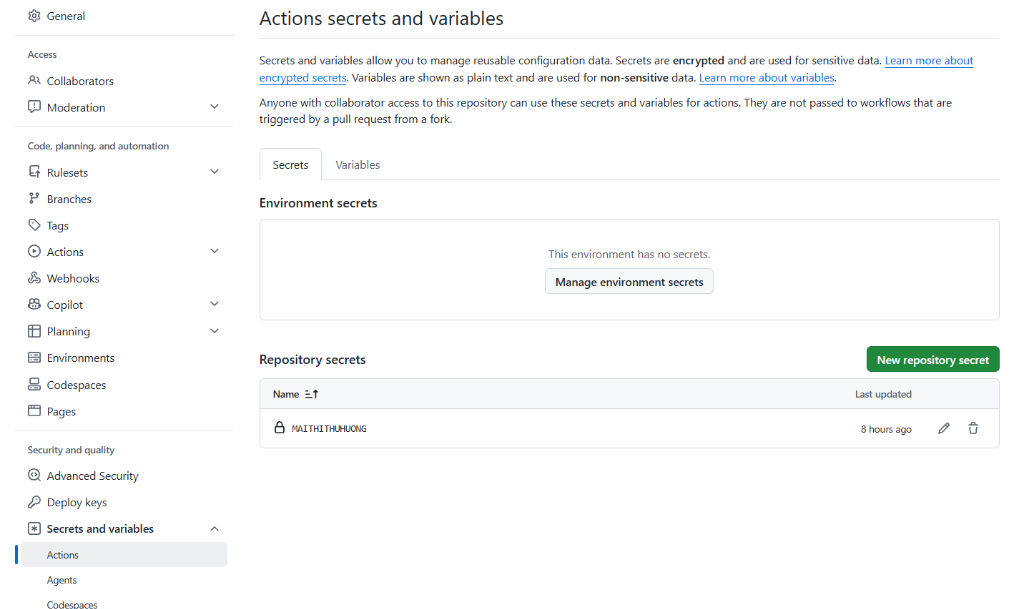 General
Access
Collaborators
Moderation
Code, planning, and automation
Rulesets
Branches
Tags
Actions
Webhooks
Copilot
Planning
Environments
Codespaces
Pages
Security and quality
Advanced Security
Deploy keys
Secrets and variables
Actions
Agents
Codespaces
Actions secrets and variables
Secrets and variables allow you to manage reusable configuration data. Secrets are encrypted and are used for sensitive data. Learn more about
encrypted secrets. Variables are shown as plain text and are used for non-sensitive data. Learn more about variables.
Anyone with collaborator access to this repository can use these secrets and variables for actions. They are not passed to workflows that are
triggered by a pull request from a fork.
Secrets Variables
Environment secrets
This environment has no secrets.
Manage environment secrets
Repository secrets New repository secret
Name Last updated
MAITHITHUHUONG 8 hours ago